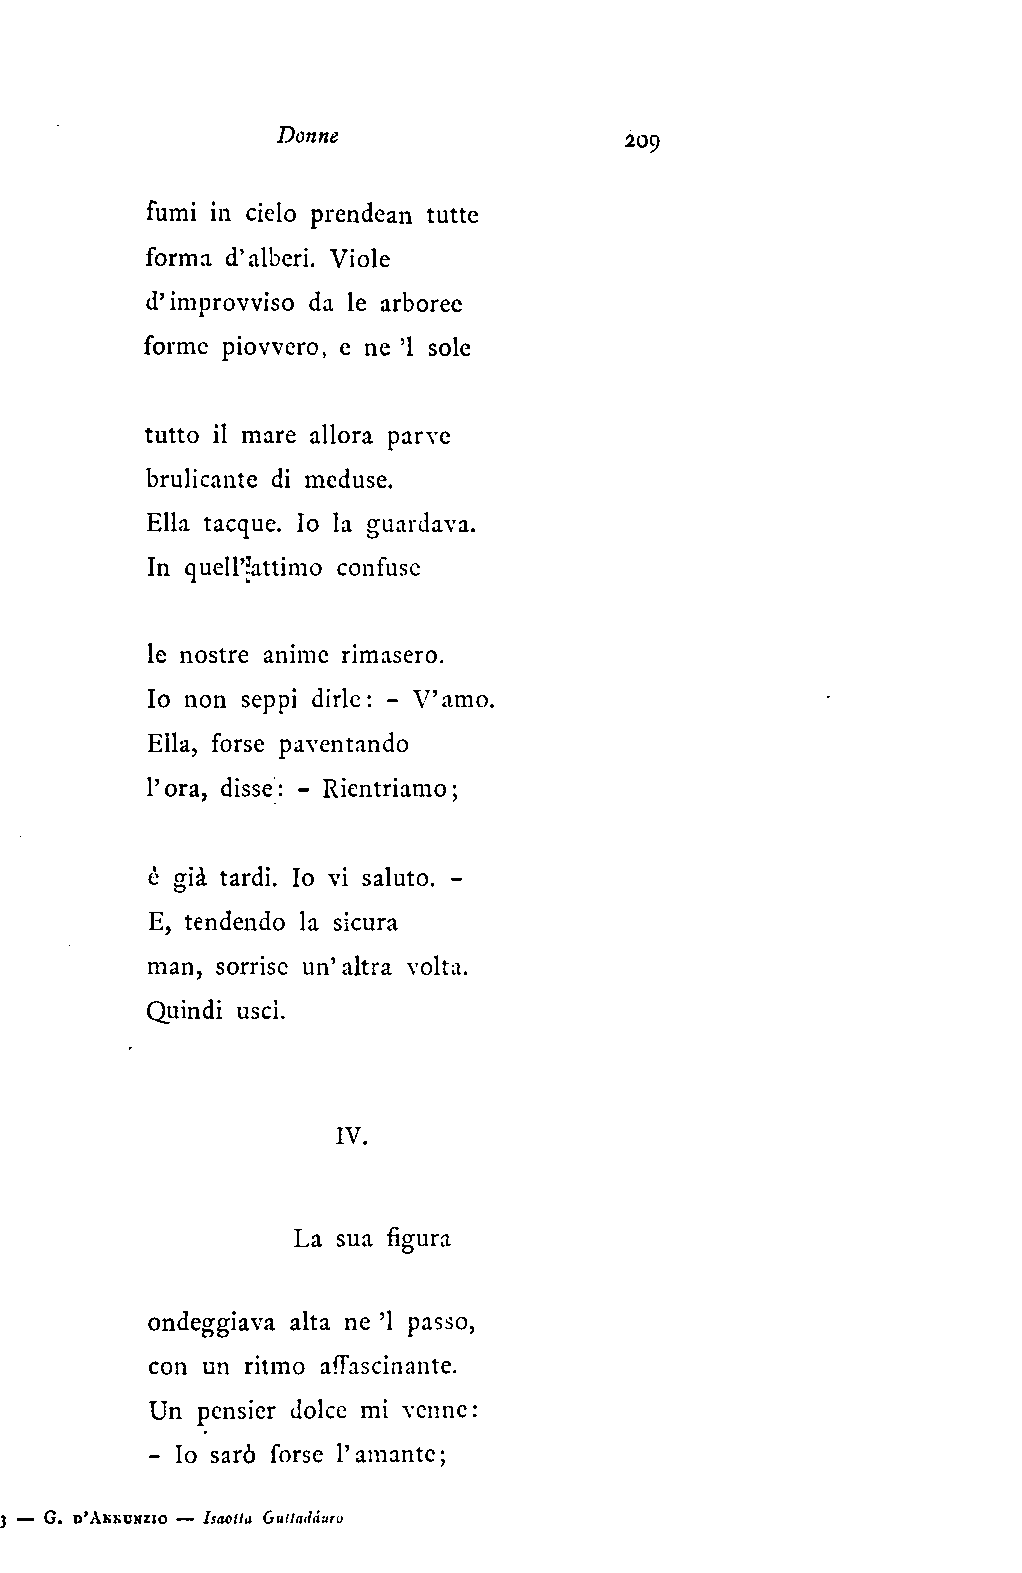 Donne 209
fumi in cielo prendean tutte
forma d'alberi. Viole
d'improvviso da le arboree
forme piovvero, e ne 'l sole
tutto il mare allora parve
brulicante di meduse.
Ella tacque. Io la guardava.
In quell'attimo confuse
le nostre anime rimasero.
Io non seppi dirle: – V'amo.
Ella, forse paventando
l'ora, disse: – Rientriamo;
è già tardi. Io vi saluto. –
E, tendendo la sicura
man, sorrise un'altra volta.
Quindi uscì.
IV.
La sua figura
ondeggiava alta ne 'l passo,
con un ritmo affascinante.
Un pensier dolce mi venne:
– Io sarò forse l'amante;
3 — G. D'ANNUNZIO — Isaotta Guttadáuro